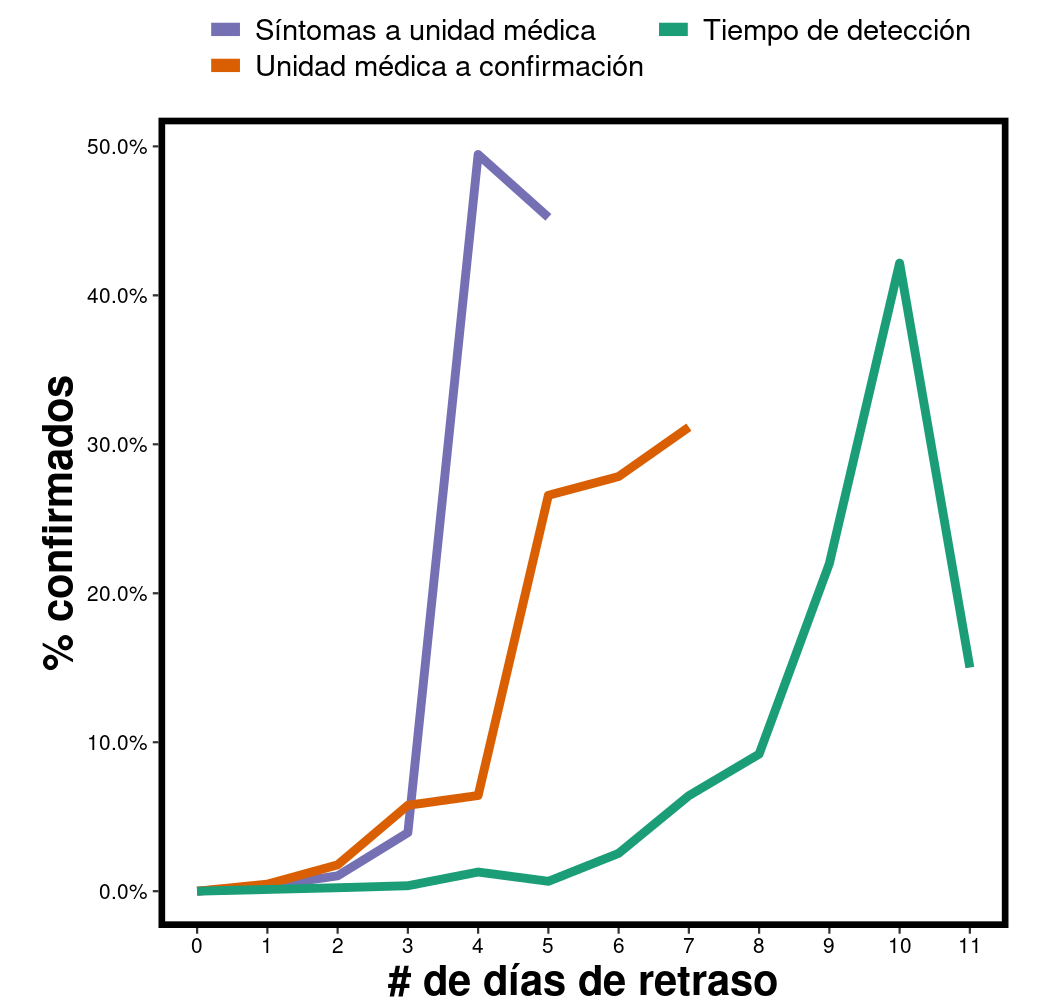 Síntomas a unidad médica
Tiempo de detección
Unidad médica a confirmación
50.0%
40.0%
30.0%
20.0%
10.0%
0.0%
% confirmados
0 1 2 3 4 5 6 7 8 9 10 11
# de días de retraso